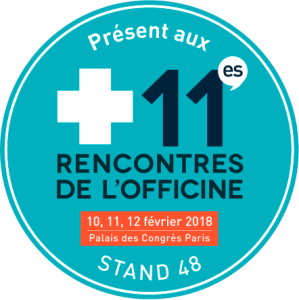 Présent aux
11es
RENCONTRES
DE L'OFFICINE
10, 11, 12 février 2018
Palais des Congrès Paris
STAND 48